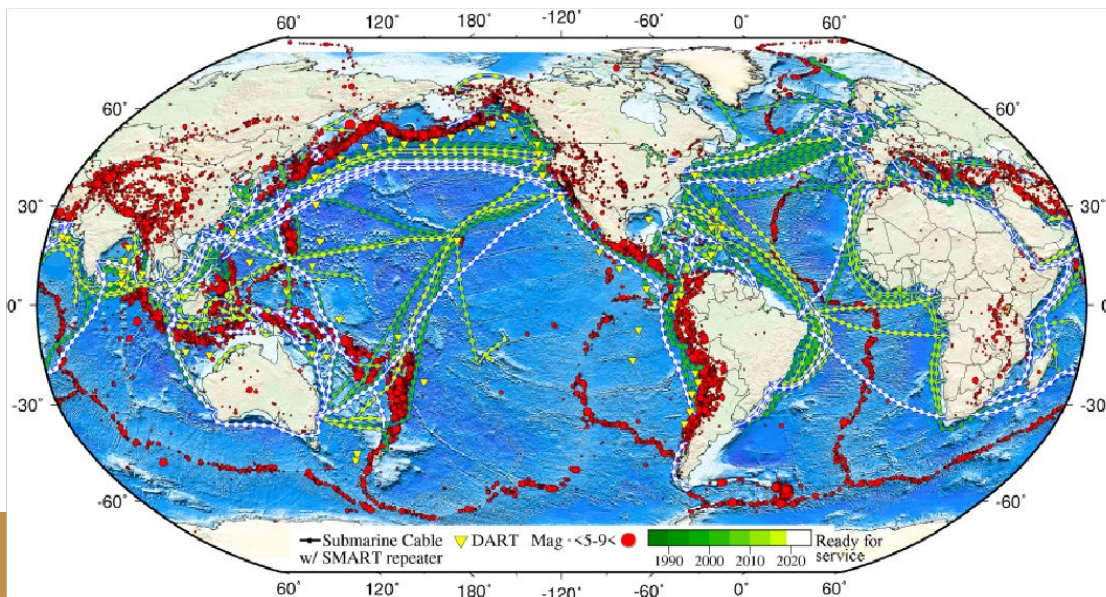 60˚ 120˚ 180˚ -120˚ -60˚ 0˚ 60˚
60˚ 60˚
30˚ 30˚
0˚ 0˚
-30˚ -30˚
-60˚ -60˚
Submarine Cable DART Mag <5-9< Ready for
w/ SMART repeater 1990 2000 2010 2020 service
60˚ 120˚ 180˚ -120˚ -60˚ 0˚ 60˚